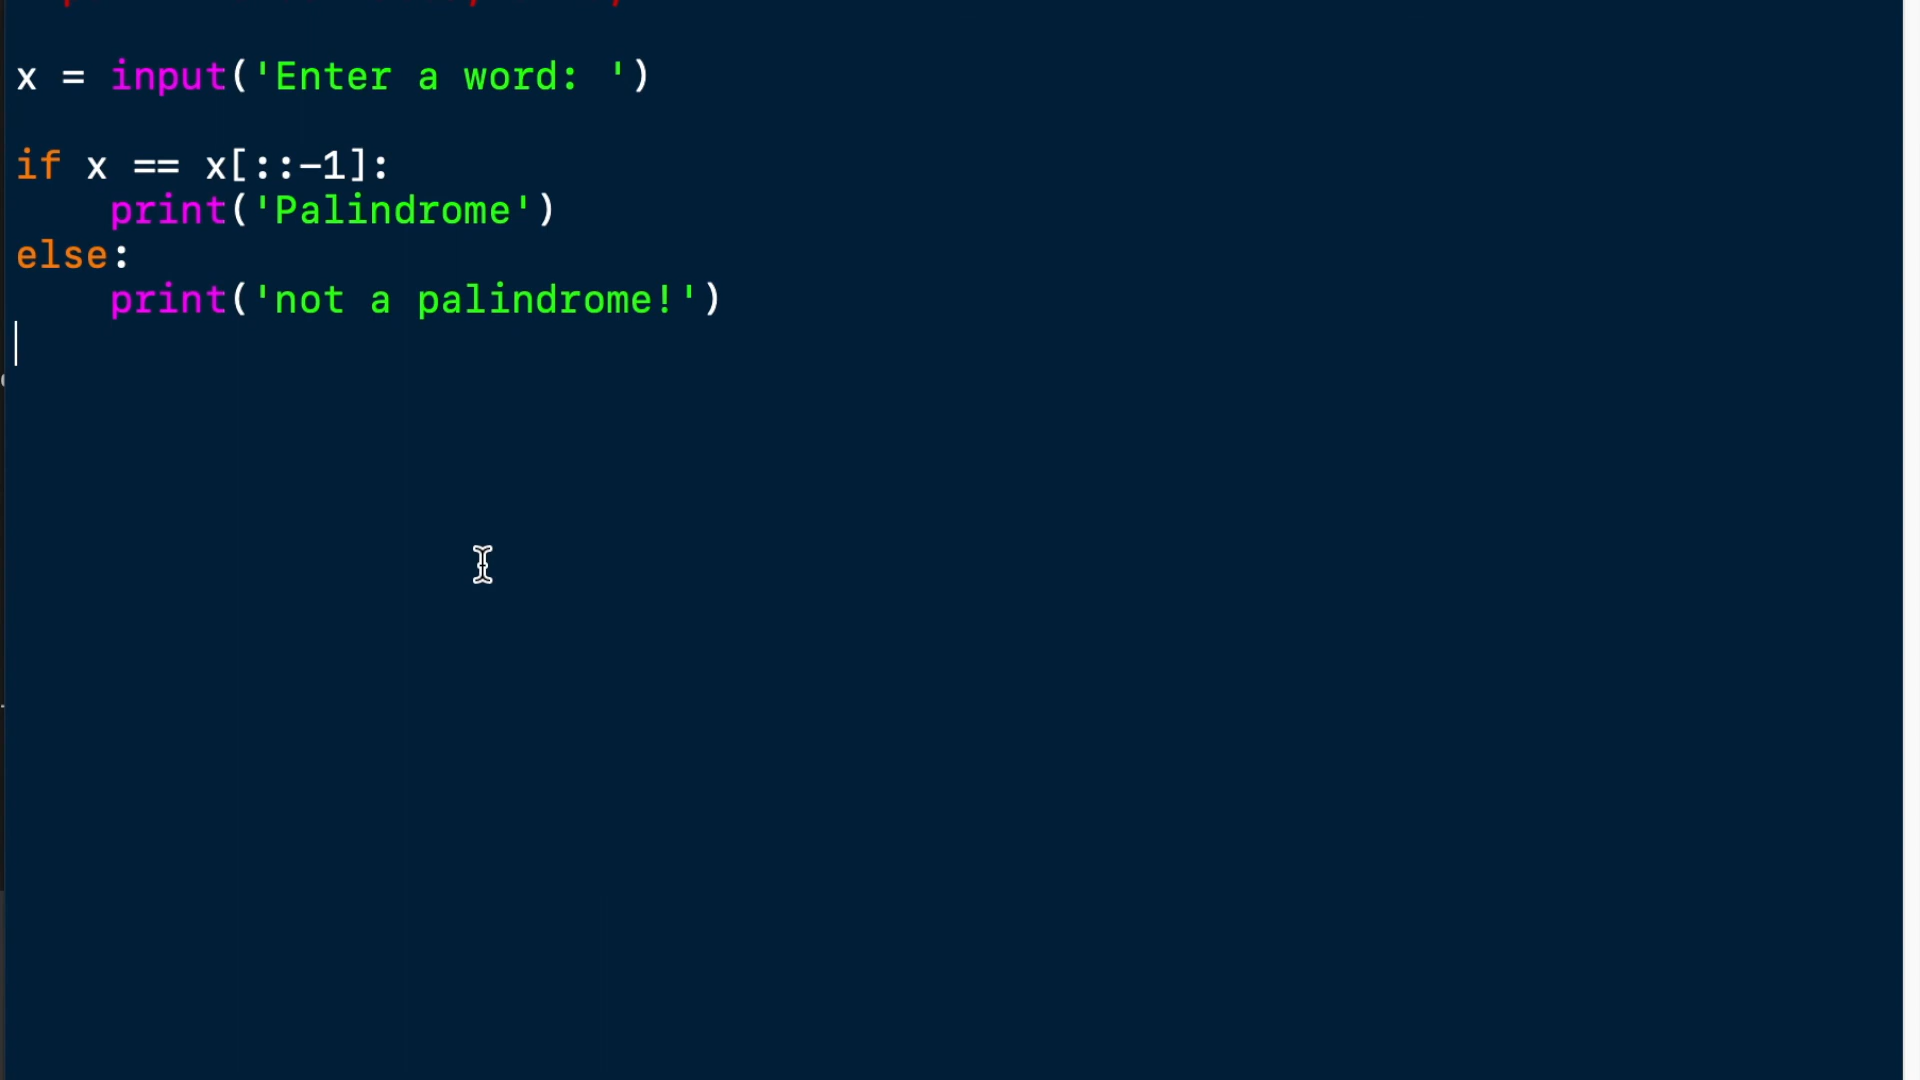 x = input('Enter a word: ')
if x == x[::-1]:
    print('Palindrome')
else:
    print('not a palindrome!')